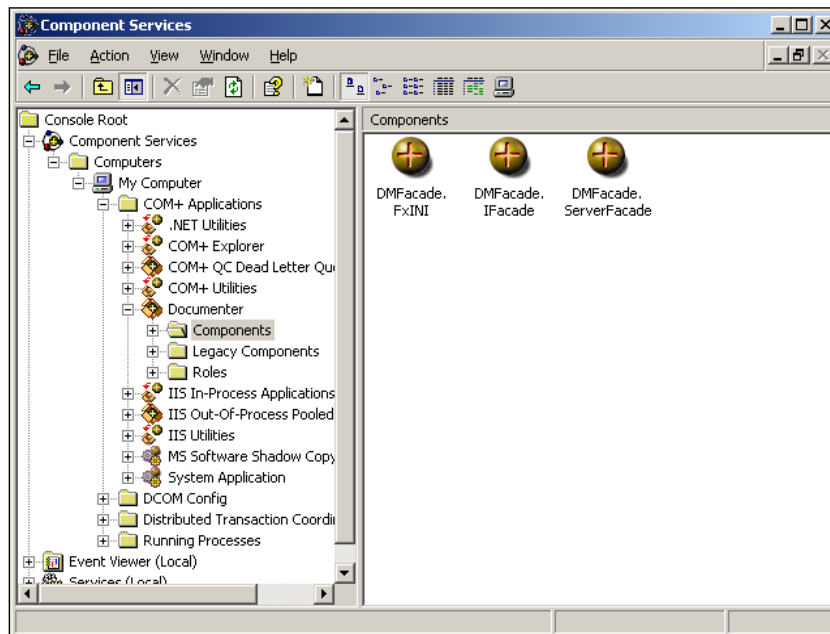 Component Services
File Action View Window Help
Console Root
Component Services
Computers
My Computer
COM+ Applications
.NET Utilities
COM+ Explorer
COM+ QC Dead Letter Qu
COM+ Utilities
Documenter
Components
Legacy Components
Roles
IIS In-Process Applications
IIS Out-Of-Process Pooled
IIS Utilities
MS Software Shadow Copy
System Application
DCOM Config
Distributed Transaction Coordi
Running Processes
Event Viewer (Local)
Services (Local)
Components
DMFacade.
FxINI
DMFacade.
IFacade
DMFacade.
ServerFacade